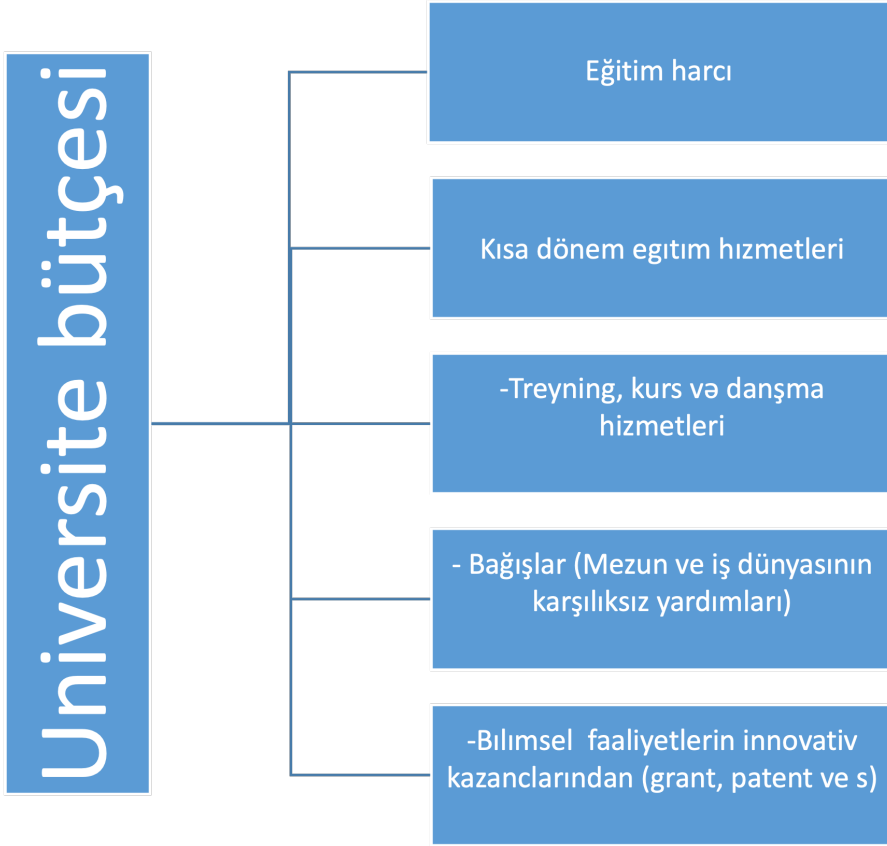 Universite bütçesi
Eğitim harcı
Kısa dönem egıtım hızmetleri
-Treyning, kurs və danşma
hizmetleri
- Bağışlar (Mezun ve iş dünyasının
karşılıksız yardımları)
-Bılımsel  faaliyetlerin innovativ
kazanclarından (grant, patent ve s)